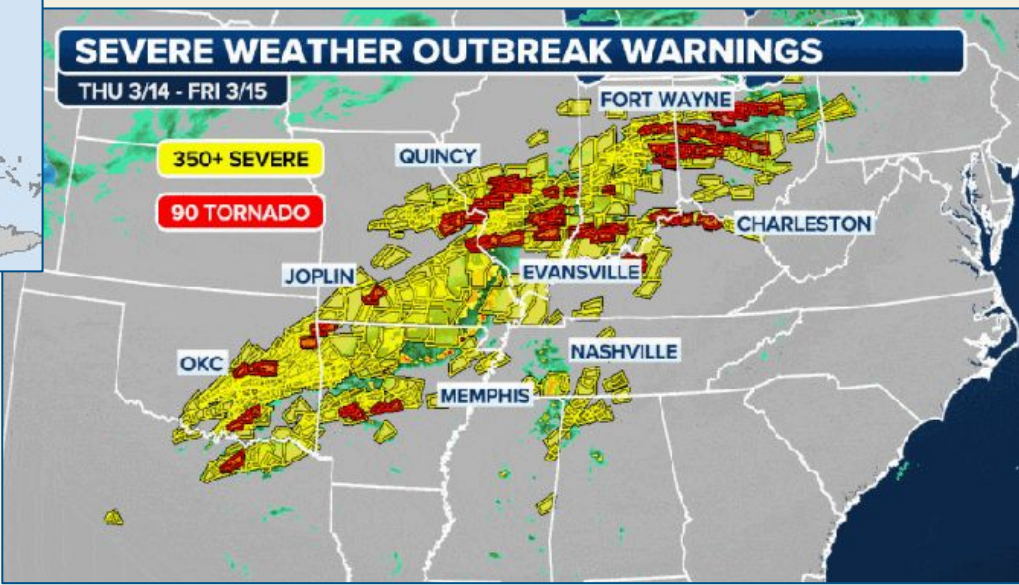 SEVERE WEATHER OUTBREAK WARNINGS
THU 3/14 - FRI 3/15
FORT WAYNE
350+ SEVERE
QUINCY
90 TORNADO
CHARLESTON
JOPLIN
EVANSVILLE
NASHVILLE
OKC
MEMPHIS